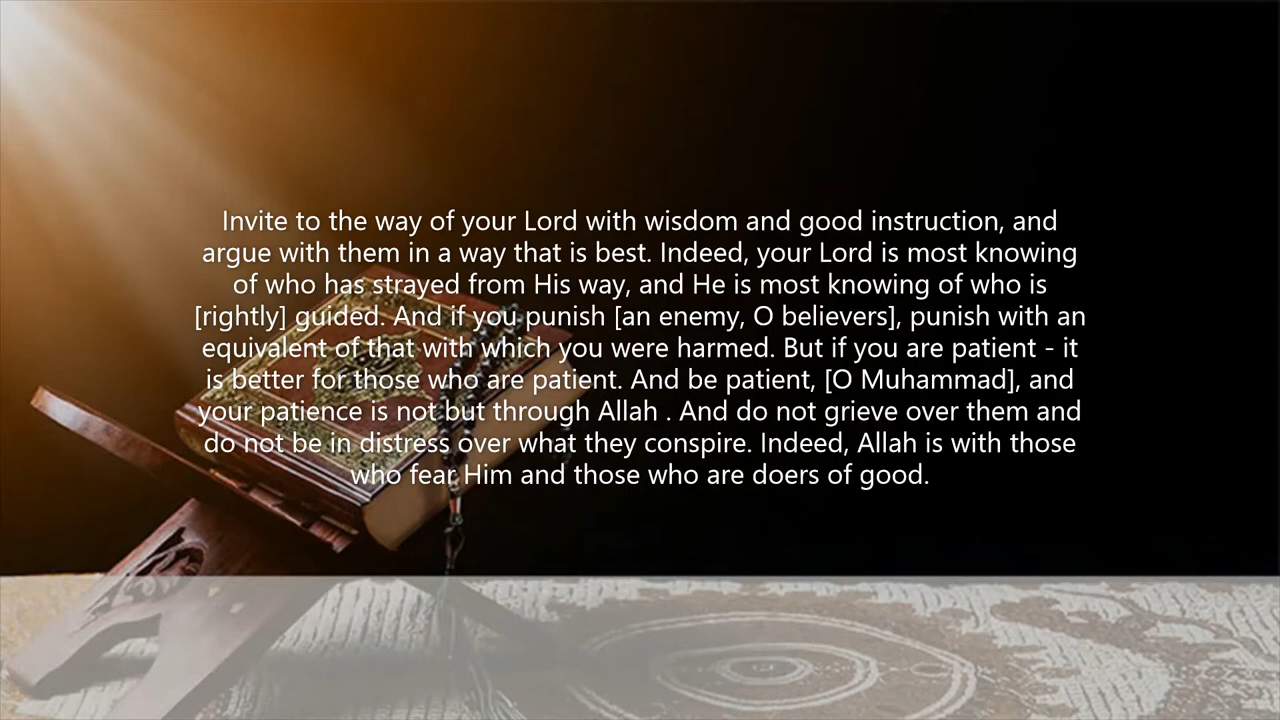 Invite to the way of your Lord with wisdom and good instruction, and
argue with them in a way that is best. Indeed, your Lord is most knowing
of who has strayed from His way, and He is most knowing of who is
[rightly] guided. And if you punish [an enemy, O believers], punish with an
equivalent of that with which you were harmed. But if you are patient - it
is better for those who are patient. And be patient, [O Muhammad], and
your patience is not but through Allah . And do not grieve over them and
do not be in distress over what they conspire. Indeed, Allah is with those
who fear Him and those who are doers of good.